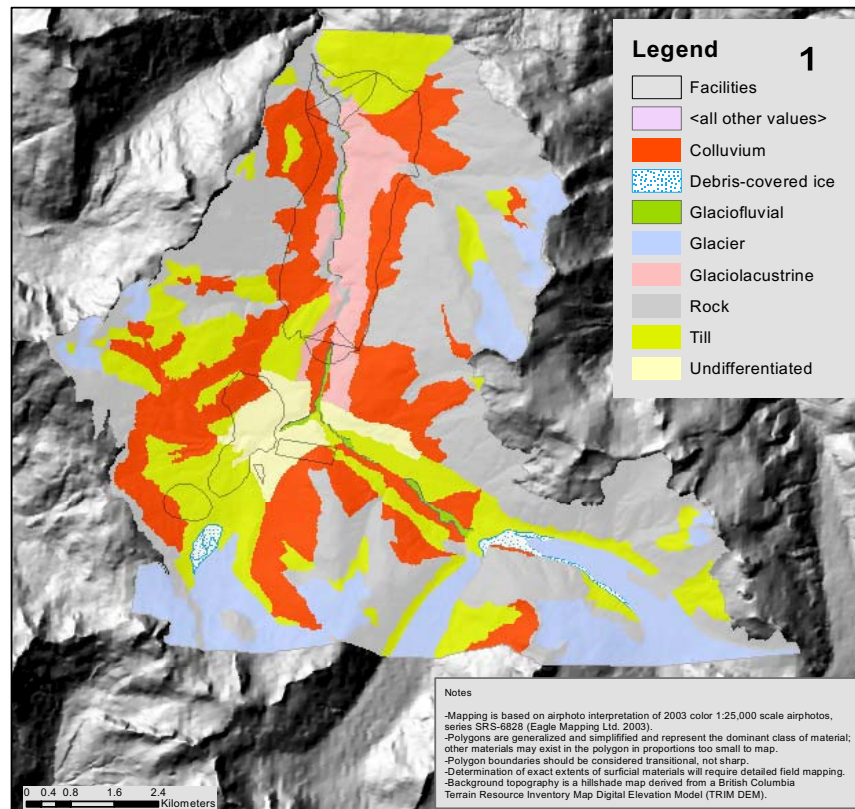 Legend 1
Facilities
<all other values>
Colluvium
Debris-covered ice
Glaciofluvial
Glacier
Glaciolacustrine
Rock
Till
Undifferentiated
Notes
-Mapping is based on airphoto interpretation of 2003 color 1:25,000 scale airphotos,
series SRS-6828 (Eagle Mapping Ltd. 2003).
-Polygons are generalized and simplifified and represent the dominant class of material;
other materials may exist in the polygon in proportions too small to map.
-Polygon boundaries should be considered transitional, not sharp.
-Determination of exact extents of surficial materials will require detailed field mapping.
-Background topography is a hillshade map derived from a British Columbia
Terrain Resource Inventory Map Digital Elevation Model (TRIM DEM).
0 0.4 0.8 1.6 2.4
Kilometers